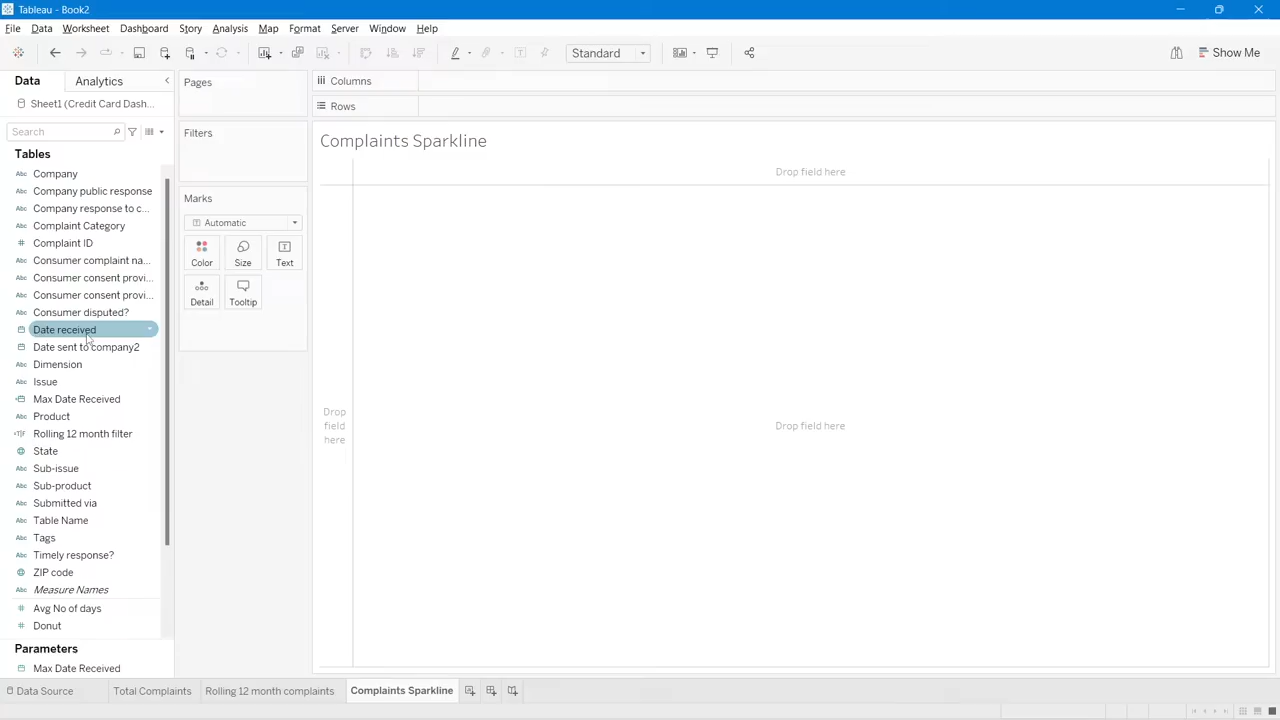 Tableau - Book2
File Data Worksheet Dashboard Story Analysis Map Format Server Window Help
Standard
Show Me
Data Analytics
Sheet1 (Credit Card Dash...
Search
Tables
Company
Company public response
Company response to c...
Complaint Category
Complaint ID
Consumer complaint na...
Consumer consent provi...
Consumer consent provi...
Consumer disputed?
Date received
Date sent to company2
Dimension
Issue
Max Date Received
Product
Rolling 12 month filter
State
Sub-issue
Sub-product
Submitted via
Table Name
Tags
Timely response?
ZIP code
Measure Names
Avg No of days
Donut
Parameters
Max Date Received
Pages
Filters
Marks
Automatic
Color Size Text
Detail Tooltip
Columns
Rows
Complaints Sparkline
Drop field here
Drop
field
here
Drop field here
Data Source Total Complaints Rolling 12 month complaints Complaints Sparkline